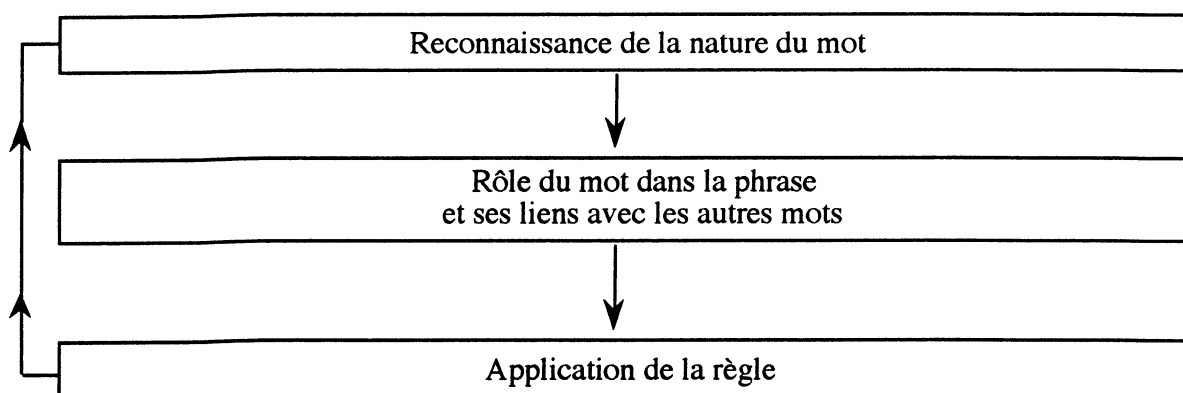 Reconnaissance de la nature du mot
Rôle du mot dans la phrase
et ses liens avec les autres mots
Application de la règle